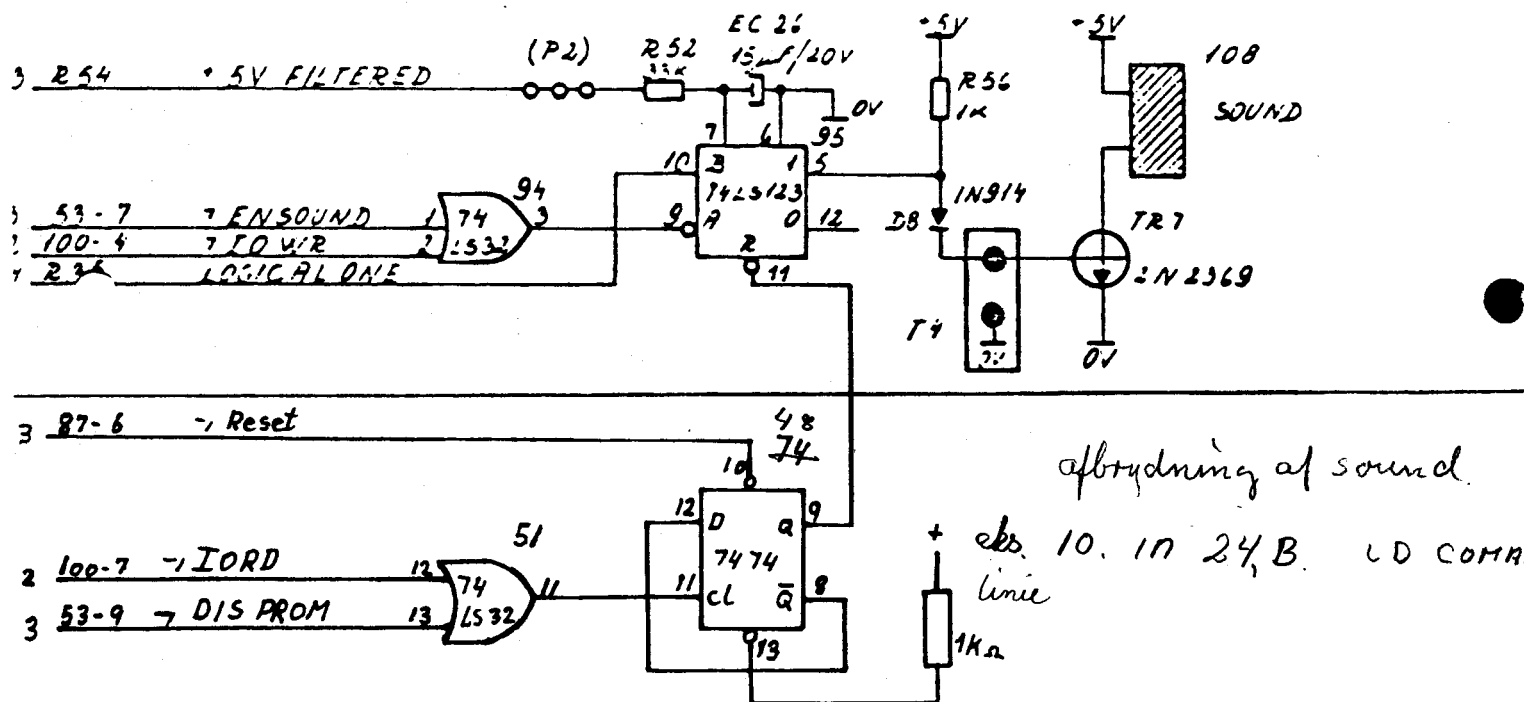 EC 26
+5V
+5V
(P2)
R52
15µF/20V
108
3 R54 +5V FILTERED
33K
R56
1K
SOUND
0V
7
6
95
10
B
1
5
94
74LS123
1N914
53-7 ¬ENSOUND
1
74
3
9
A
0
12
D8
TR7
100-4 ¬IOWR
2
LS32
R
2N2369
LOGICAL ONE
11
T4
0V
0V
3 87-6 ¬, Reset
48
74
10
afbrydning af sound.
12
D
Q
9
51
+
eks. 10. IN 24, B.
linie
7474
2 100-7 ¬, IORD
12
74
11
11
CL
Q̅
8
3 53-9 ¬ DIS PROM
13
LS32
13
1KΩ